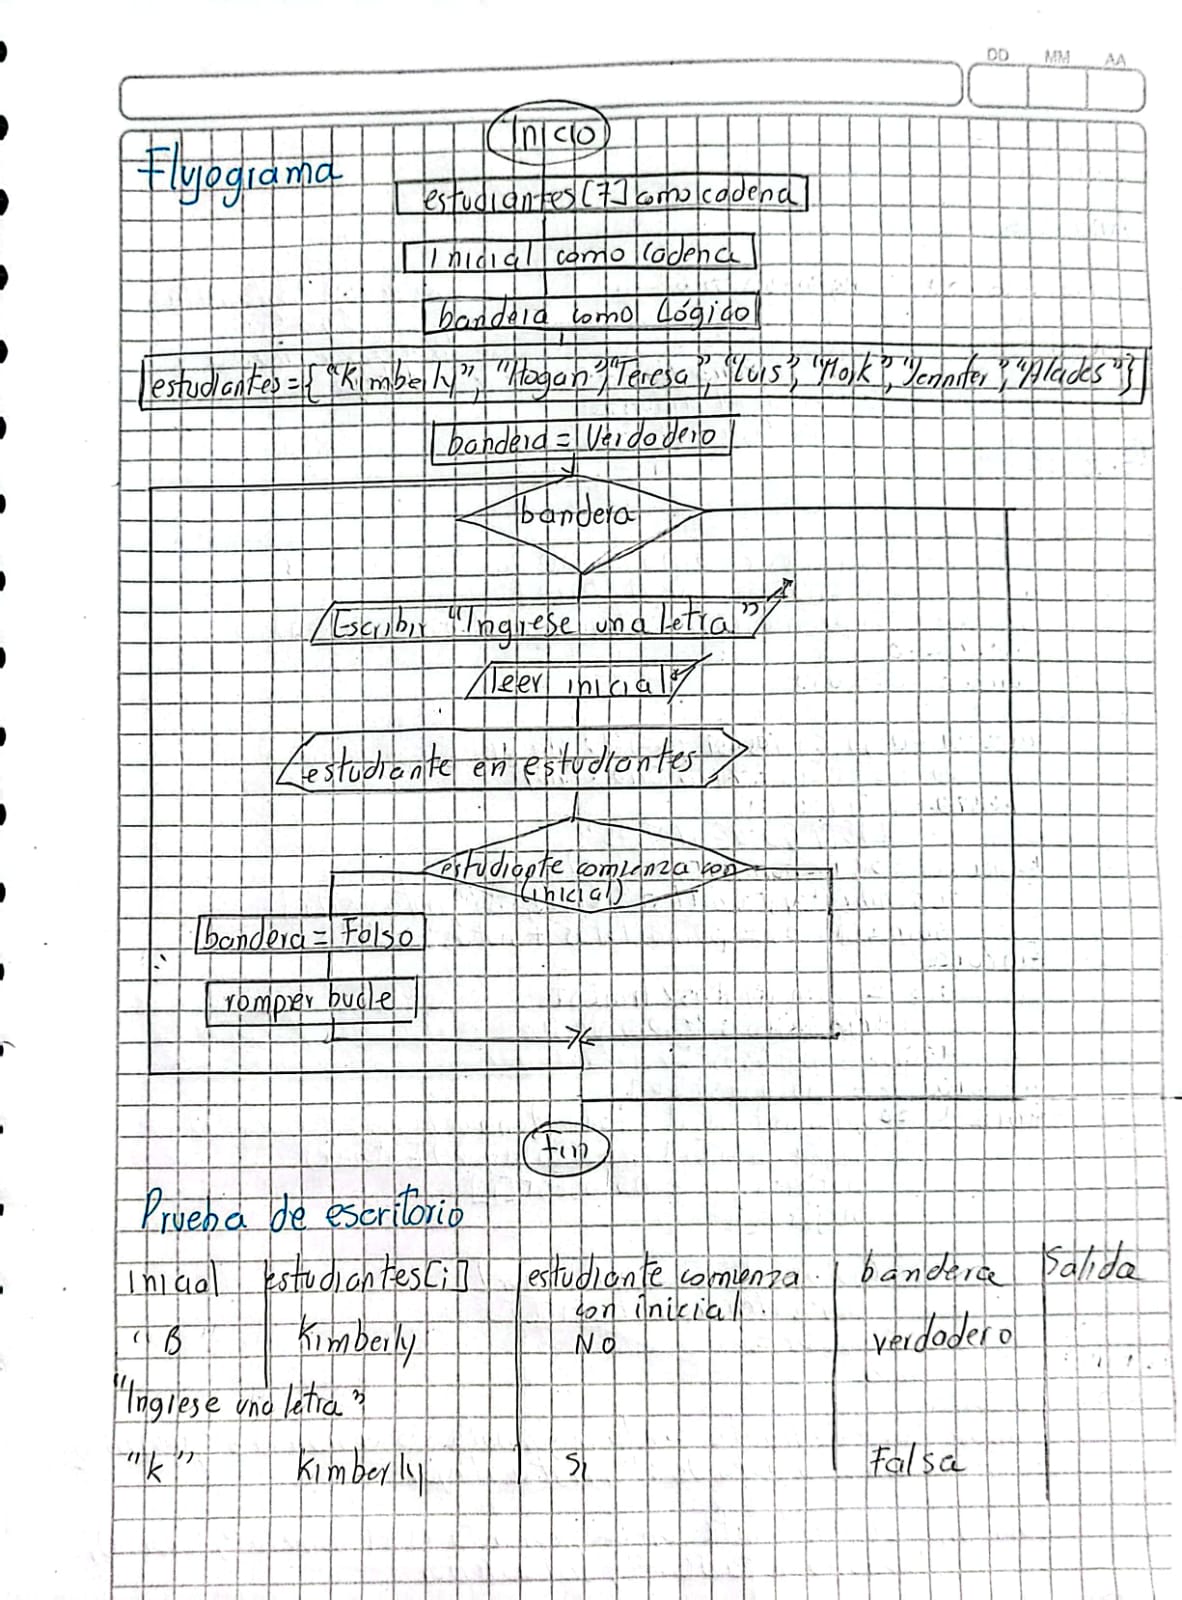 DD MM AA
Inicio
Flujograma
estudiantes[7] como cadena
Inicial como Cadena
bandera como Lógico
estudiantes={"Kimberly", "Hogan", "Teresa", "Luis", "Mark", "Jennifer", "Alades"}
bandera = Verdadero
bandera
Escribir "Ingrese una letra"
leer inicial
estudiante en estudiantes
estudiante comienza con
(inicial)
bandera = Falso
romper bucle
Fin
Prueba de escritorio
inicial estudiantes[i] estudiante comienza bandera Salida
con inicial
"B Kimberly NO verdadero
"Ingrese una letra"
"k" Kimberly Si Falsa